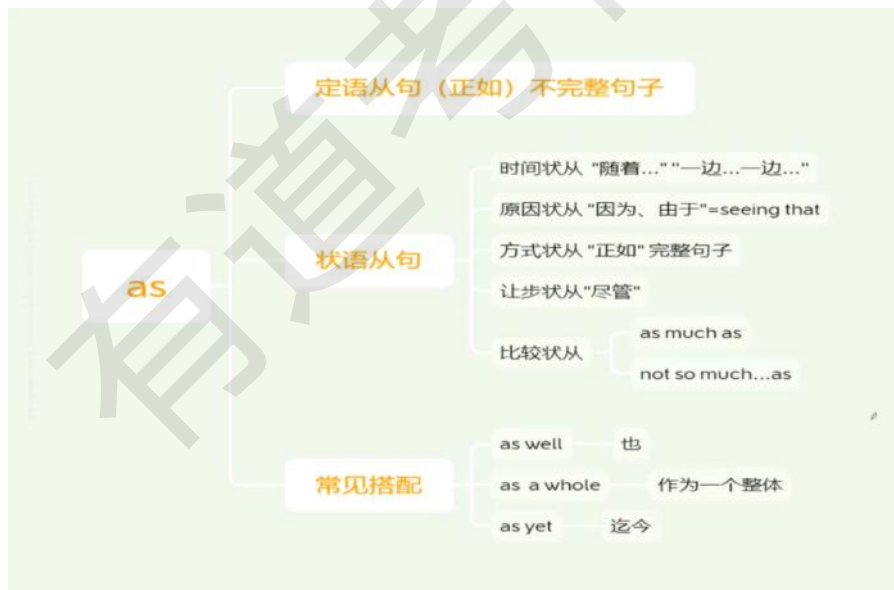 定语从句（正如）不完整句子
时间状从 "随着…" "一边…一边…"
原因状从 "因为、由于"=seeing that
状语从句
方式状从 "正如" 完整句子
as
让步状从"尽管"
比较状从
as much as
not so much...as
常见搭配
as well
也
as a whole
作为一个整体
as yet
迄今
有道考